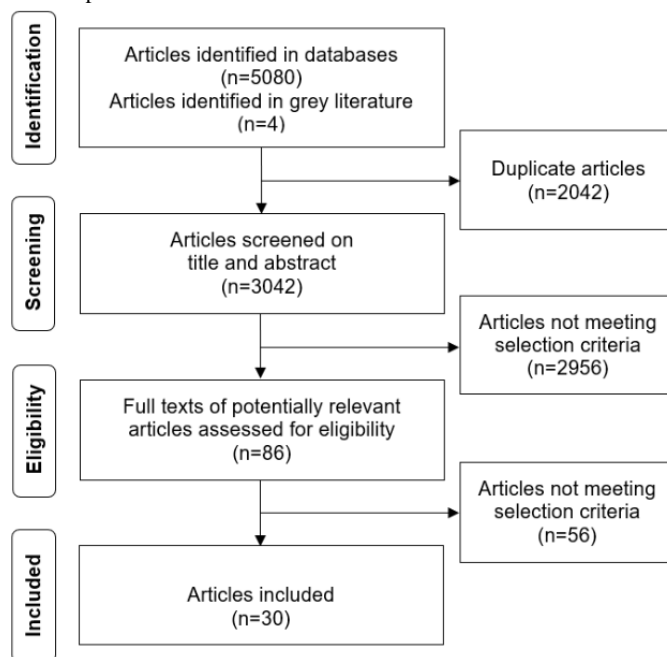 Identification
Articles identified in databases
(n=5080)
Articles identified in grey literature
(n=4)
Duplicate articles
(n=2042)
Screening
Articles screened on
title and abstract
(n=3042)
Articles not meeting
selection criteria
(n=2956)
Eligibility
Full texts of potentially relevant
articles assessed for eligibility
(n=86)
Articles not meeting
selection criteria
(n=56)
Included
Articles included
(n=30)